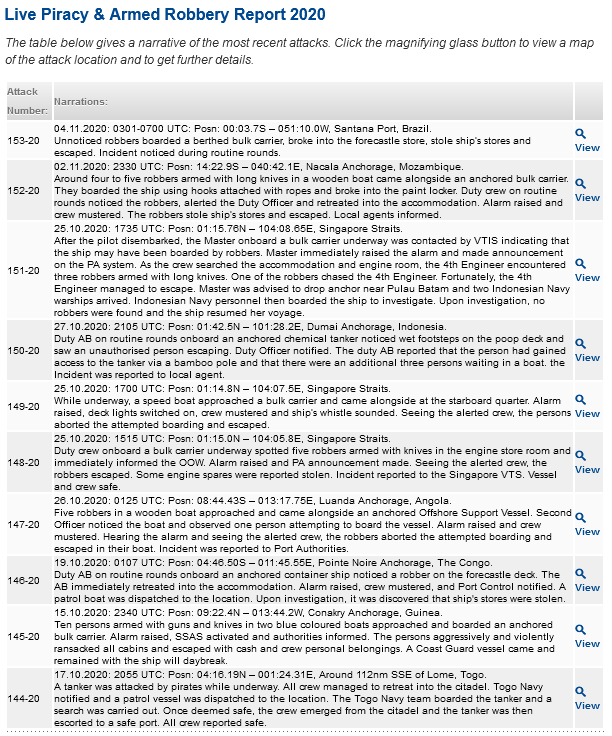 Live Piracy & Armed Robbery Report 2020
The table below gives a narrative of the most recent attacks. Click the magnifying glass button to view a map
of the attack location and to get further details.
Attack
Number:
Narrations:
153-20
04.11.2020: 0301-0700 UTC: Posn: 00:03.7S – 051:10.0W, Santana Port, Brazil.
Unnoticed robbers boarded a berthed bulk carrier, broke into the forecastle store, stole ship's stores and
escaped. Incident noticed during routine rounds.
View
152-20
02.11.2020: 2330 UTC: Posn: 14:22.9S – 040:42.1E, Nacala Anchorage, Mozambique.
Around four to five robbers armed with long knives in a wooden boat came alongside an anchored bulk carrier.
They boarded the ship using hooks attached with ropes and broke into the paint locker. Duty crew on routine
rounds noticed the robbers, alerted the Duty Officer and retreated into the accommodation. Alarm raised and
crew mustered. The robbers stole ship's stores and escaped. Local agents informed.
View
151-20
25.10.2020: 1735 UTC: Posn: 01:15.76N – 104:08.65E, Singapore Straits.
After the pilot disembarked, the Master onboard a bulk carrier underway was contacted by VTIS indicating that
the ship may have been boarded by robbers. Master immediately raised the alarm and made announcement
on the PA system. As the crew searched the accommodation and engine room, the 4th Engineer encountered
three robbers armed with long knives. One of the robbers chased the 4th Engineer. Fortunately, the 4th
Engineer managed to escape. Master was advised to drop anchor near Pulau Batam and two Indonesian Navy
warships arrived. Indonesian Navy personnel then boarded the ship to investigate. Upon investigation, no
robbers were found and the ship resumed her voyage.
View
150-20
27.10.2020: 2105 UTC: Posn: 01:42.5N – 101:28.2E, Dumai Anchorage, Indonesia.
Duty AB on routine rounds onboard an anchored chemical tanker noticed wet footsteps on the poop deck and
saw an unauthorised person escaping. Duty Officer notified. The duty AB reported that the person had gained
access to the tanker via a bamboo pole and that there were an additional three persons waiting in a boat. the
Incident was reported to local agent.
View
149-20
25.10.2020: 1700 UTC: Posn: 01:14.8N – 104:07.5E, Singapore Straits.
While underway, a speed boat approached a bulk carrier and came alongside at the starboard quarter. Alarm
raised, deck lights switched on, crew mustered and ship's whistle sounded. Seeing the alerted crew, the persons
aborted the attempted boarding and escaped.
View
148-20
25.10.2020: 1515 UTC: Posn: 01:15.0N – 104:05.8E, Singapore Straits.
Duty crew onboard a bulk carrier underway spotted five robbers armed with knives in the engine store room and
immediately informed the OOW. Alarm raised and PA announcement made. Seeing the alerted crew, the
robbers escaped. Some engine spares were reported stolen. Incident reported to the Singapore VTS. Vessel
and crew safe.
View
147-20
26.10.2020: 0125 UTC: Posn: 08:44.43S – 013:17.75E, Luanda Anchorage, Angola.
Five robbers in a wooden boat approached and came alongside an anchored Offshore Support Vessel. Second
Officer noticed the boat and observed one person attempting to board the vessel. Alarm raised and crew
mustered. Hearing the alarm and seeing the alerted crew, the robbers aborted the attempted boarding and
escaped in their boat. Incident was reported to Port Authorities.
View
146-20
19.10.2020: 0107 UTC: Posn: 04:46.50S – 011:45.55E, Pointe Noire Anchorage, The Congo.
Duty AB on routine rounds onboard an anchored container ship noticed a robber on the forecastle deck. The
AB immediately retreated into the accommodation. Alarm raised, crew mustered, and Port Control notified. A
patrol boat was dispatched to the location. Upon investigation, it was discovered that ship's stores were stolen.
View
145-20
15.10.2020: 2340 UTC: Posn: 09:22.4N – 013:44.2W, Conakry Anchorage, Guinea.
Ten persons armed with guns and knives in two blue coloured boats approached and boarded an anchored
bulk carrier. Alarm raised, SSAS activated and authorities informed. The persons aggressively and violently
ransacked all cabins and escaped with cash and crew personal belongings. A Coast Guard vessel came and
remained with the ship will daybreak.
View
144-20
17.10.2020: 2055 UTC: Posn: 04:16.19N – 001:24.31E, Around 112nm SSE of Lome, Togo.
A tanker was attacked by pirates while underway. All crew managed to retreat into the citadel. Togo Navy
notified and a patrol vessel was dispatched to the location. The Togo Navy team boarded the tanker and a
search was carried out. Once deemed safe, the crew emerged from the citadel and the tanker was then
escorted to a safe port. All crew reported safe.
View